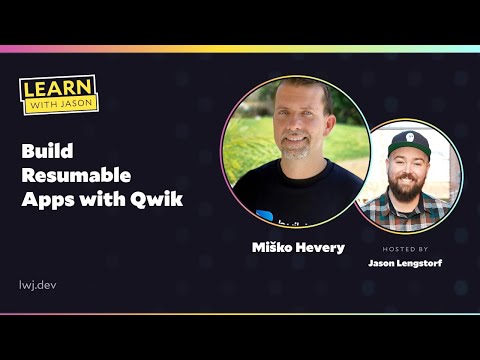 LEARN
WITH JASON
Build
Resumable
Apps with Qwik
Miško Hevery
HOSTED BY
Jason Lengstorf
lwj.dev